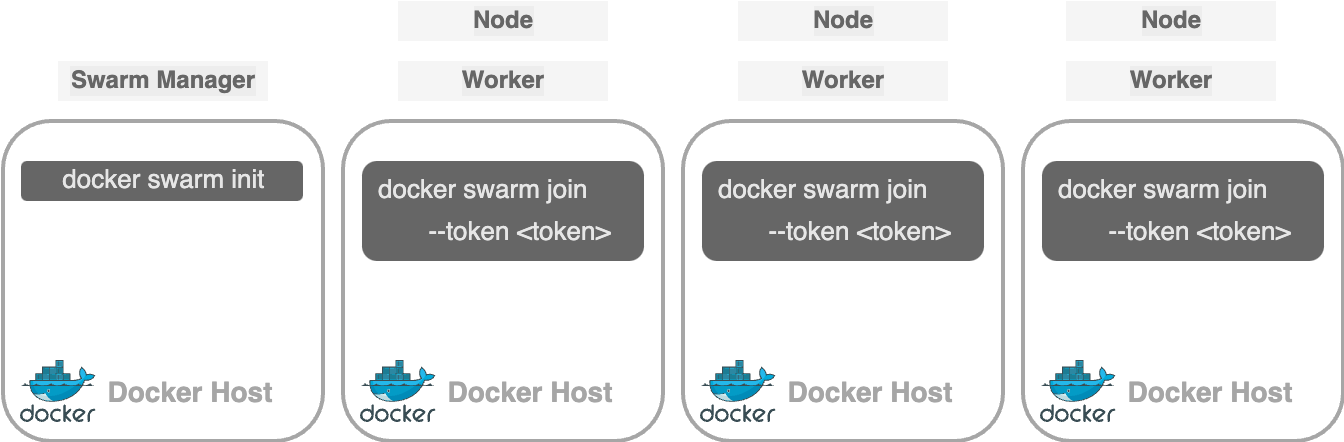 Node
Node
Node
Swarm Manager
Worker
Worker
Worker
docker swarm init
docker swarm join
--token <token>
docker swarm join
--token <token>
docker swarm join
--token <token>
docker
Docker Host
docker
Docker Host
docker
Docker Host
docker
Docker Host